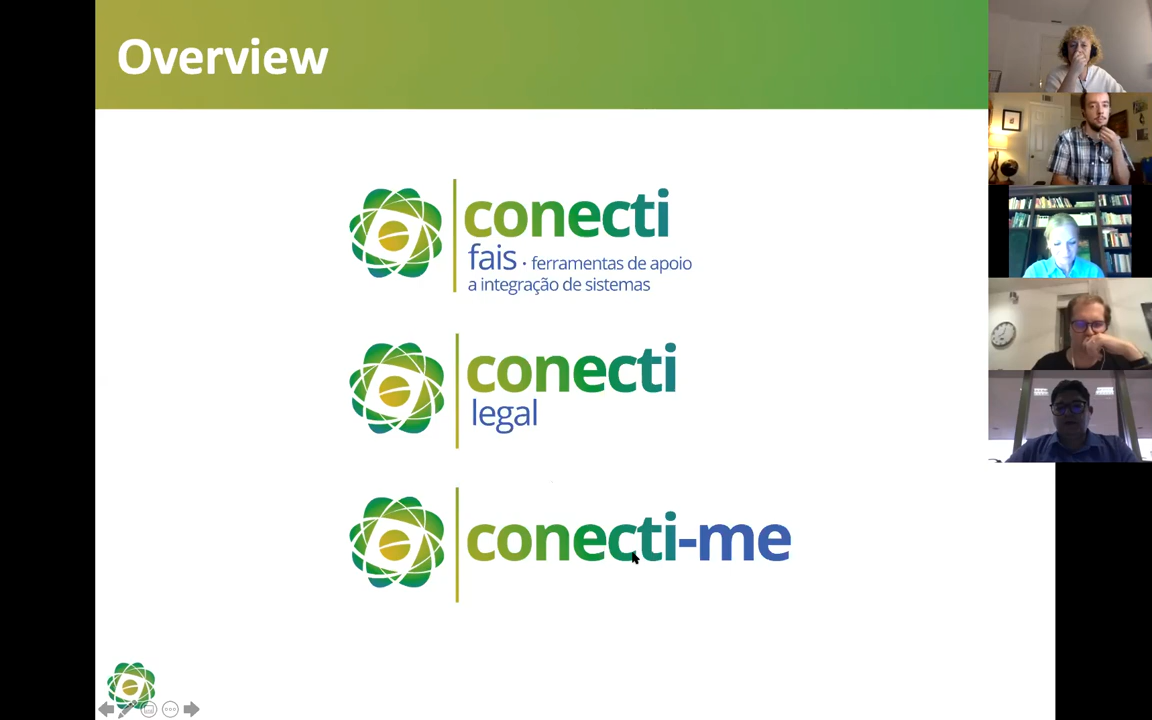 Overview
conecti
fais · ferramentas de apoio
a integração de sistemas
conecti
legal
conecti-me